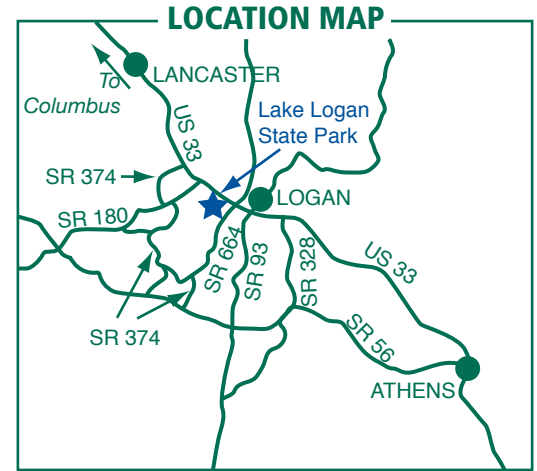 LOCATION MAP
LANCASTER
To
Columbus
US 33
Lake Logan
State Park
SR 374
LOGAN
SR 180
SR 664
SR 93
SR 328
US 33
SR 374
SR 56
ATHENS